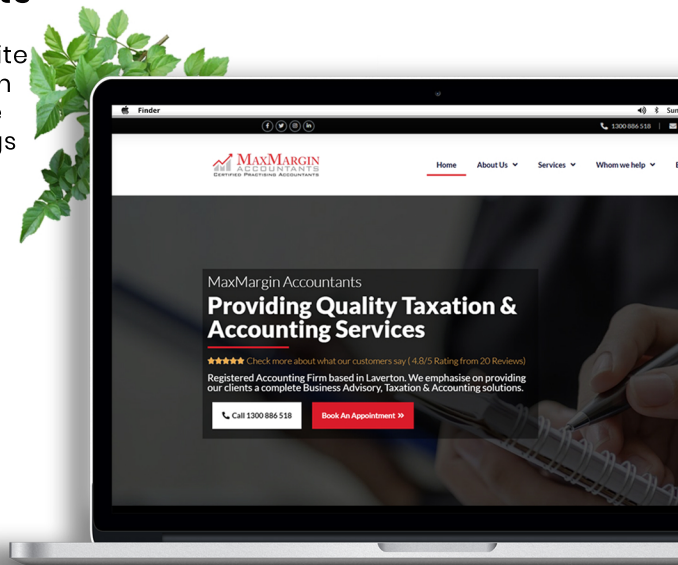 ite
Finder
Sun
1300 886 518
MAXMARGIN
ACCOUNTANTS
CERTIFIED PRACTISING ACCOUNTANTS
Home About Us Services Whom we help
MaxMargin Accountants
Providing Quality Taxation &
Accounting Services
Check more about what our customers say ( 4.8/5 Rating from 20 Reviews)
Registered Accounting Firm based in Laverton. We emphasise on providing
our clients a complete Business Advisory, Taxation & Accounting solutions.
Call 1300 886 518 Book An Appointment »